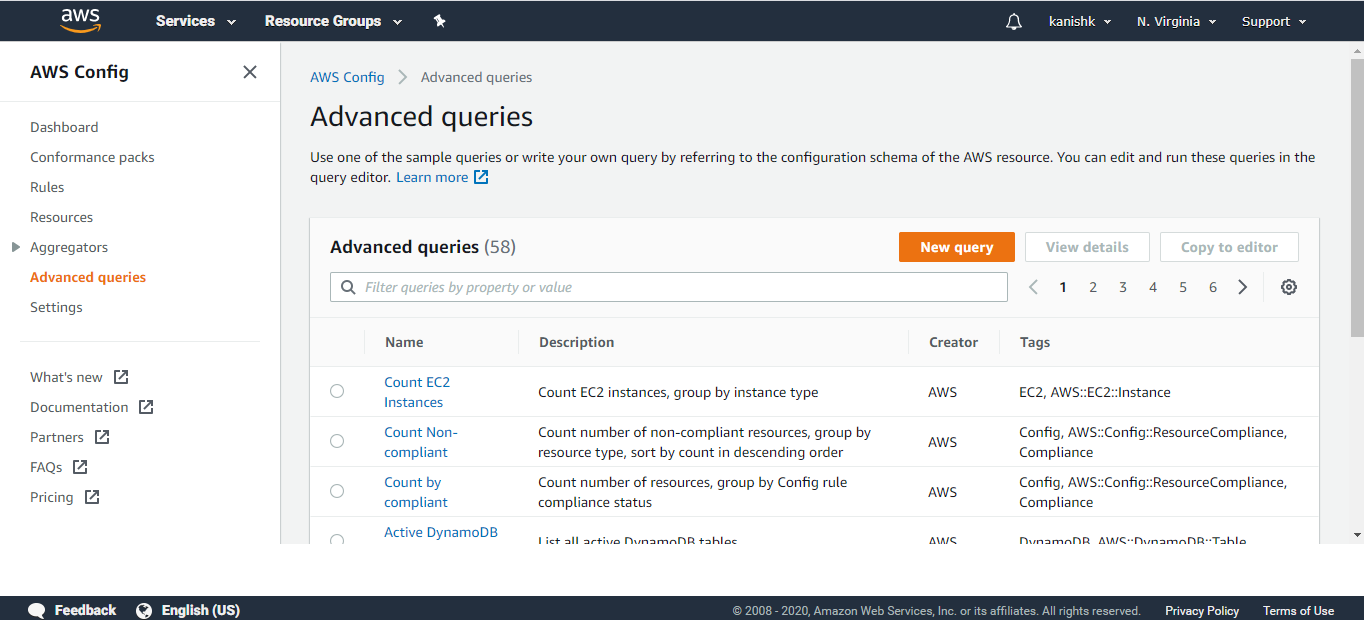 aws Services Resource Groups kanishk N. Virginia Support
AWS Config
Dashboard
Conformance packs
Rules
Resources
Aggregators
Advanced queries
Settings
What's new
Documentation
Partners
FAQs
Pricing
AWS Config Advanced queries
Advanced queries
Use one of the sample queries or write your own query by referring to the configuration schema of the AWS resource. You can edit and run these queries in the
query editor. Learn more
Advanced queries (58) New query View details Copy to editor
Filter queries by property or value 1 2 3 4 5 6
Name Description Creator Tags
Count EC2
Instances
Count EC2 instances, group by instance type
AWS
EC2, AWS::EC2::Instance
Count Non-
compliant
Count number of non-compliant resources, group by
resource type, sort by count in descending order
AWS
Config, AWS::Config::ResourceCompliance,
Compliance
Count by
compliant
Count number of resources, group by Config rule
compliance status
AWS
Config, AWS::Config::ResourceCompliance,
Compliance
Active DynamoDB
List all active DynamoDB tables
AWS
DynamoDB, AWS::DynamoDB::Table
Feedback English (US) © 2008 - 2020, Amazon Web Services, Inc. or its affiliates. All rights reserved. Privacy Policy Terms of Use